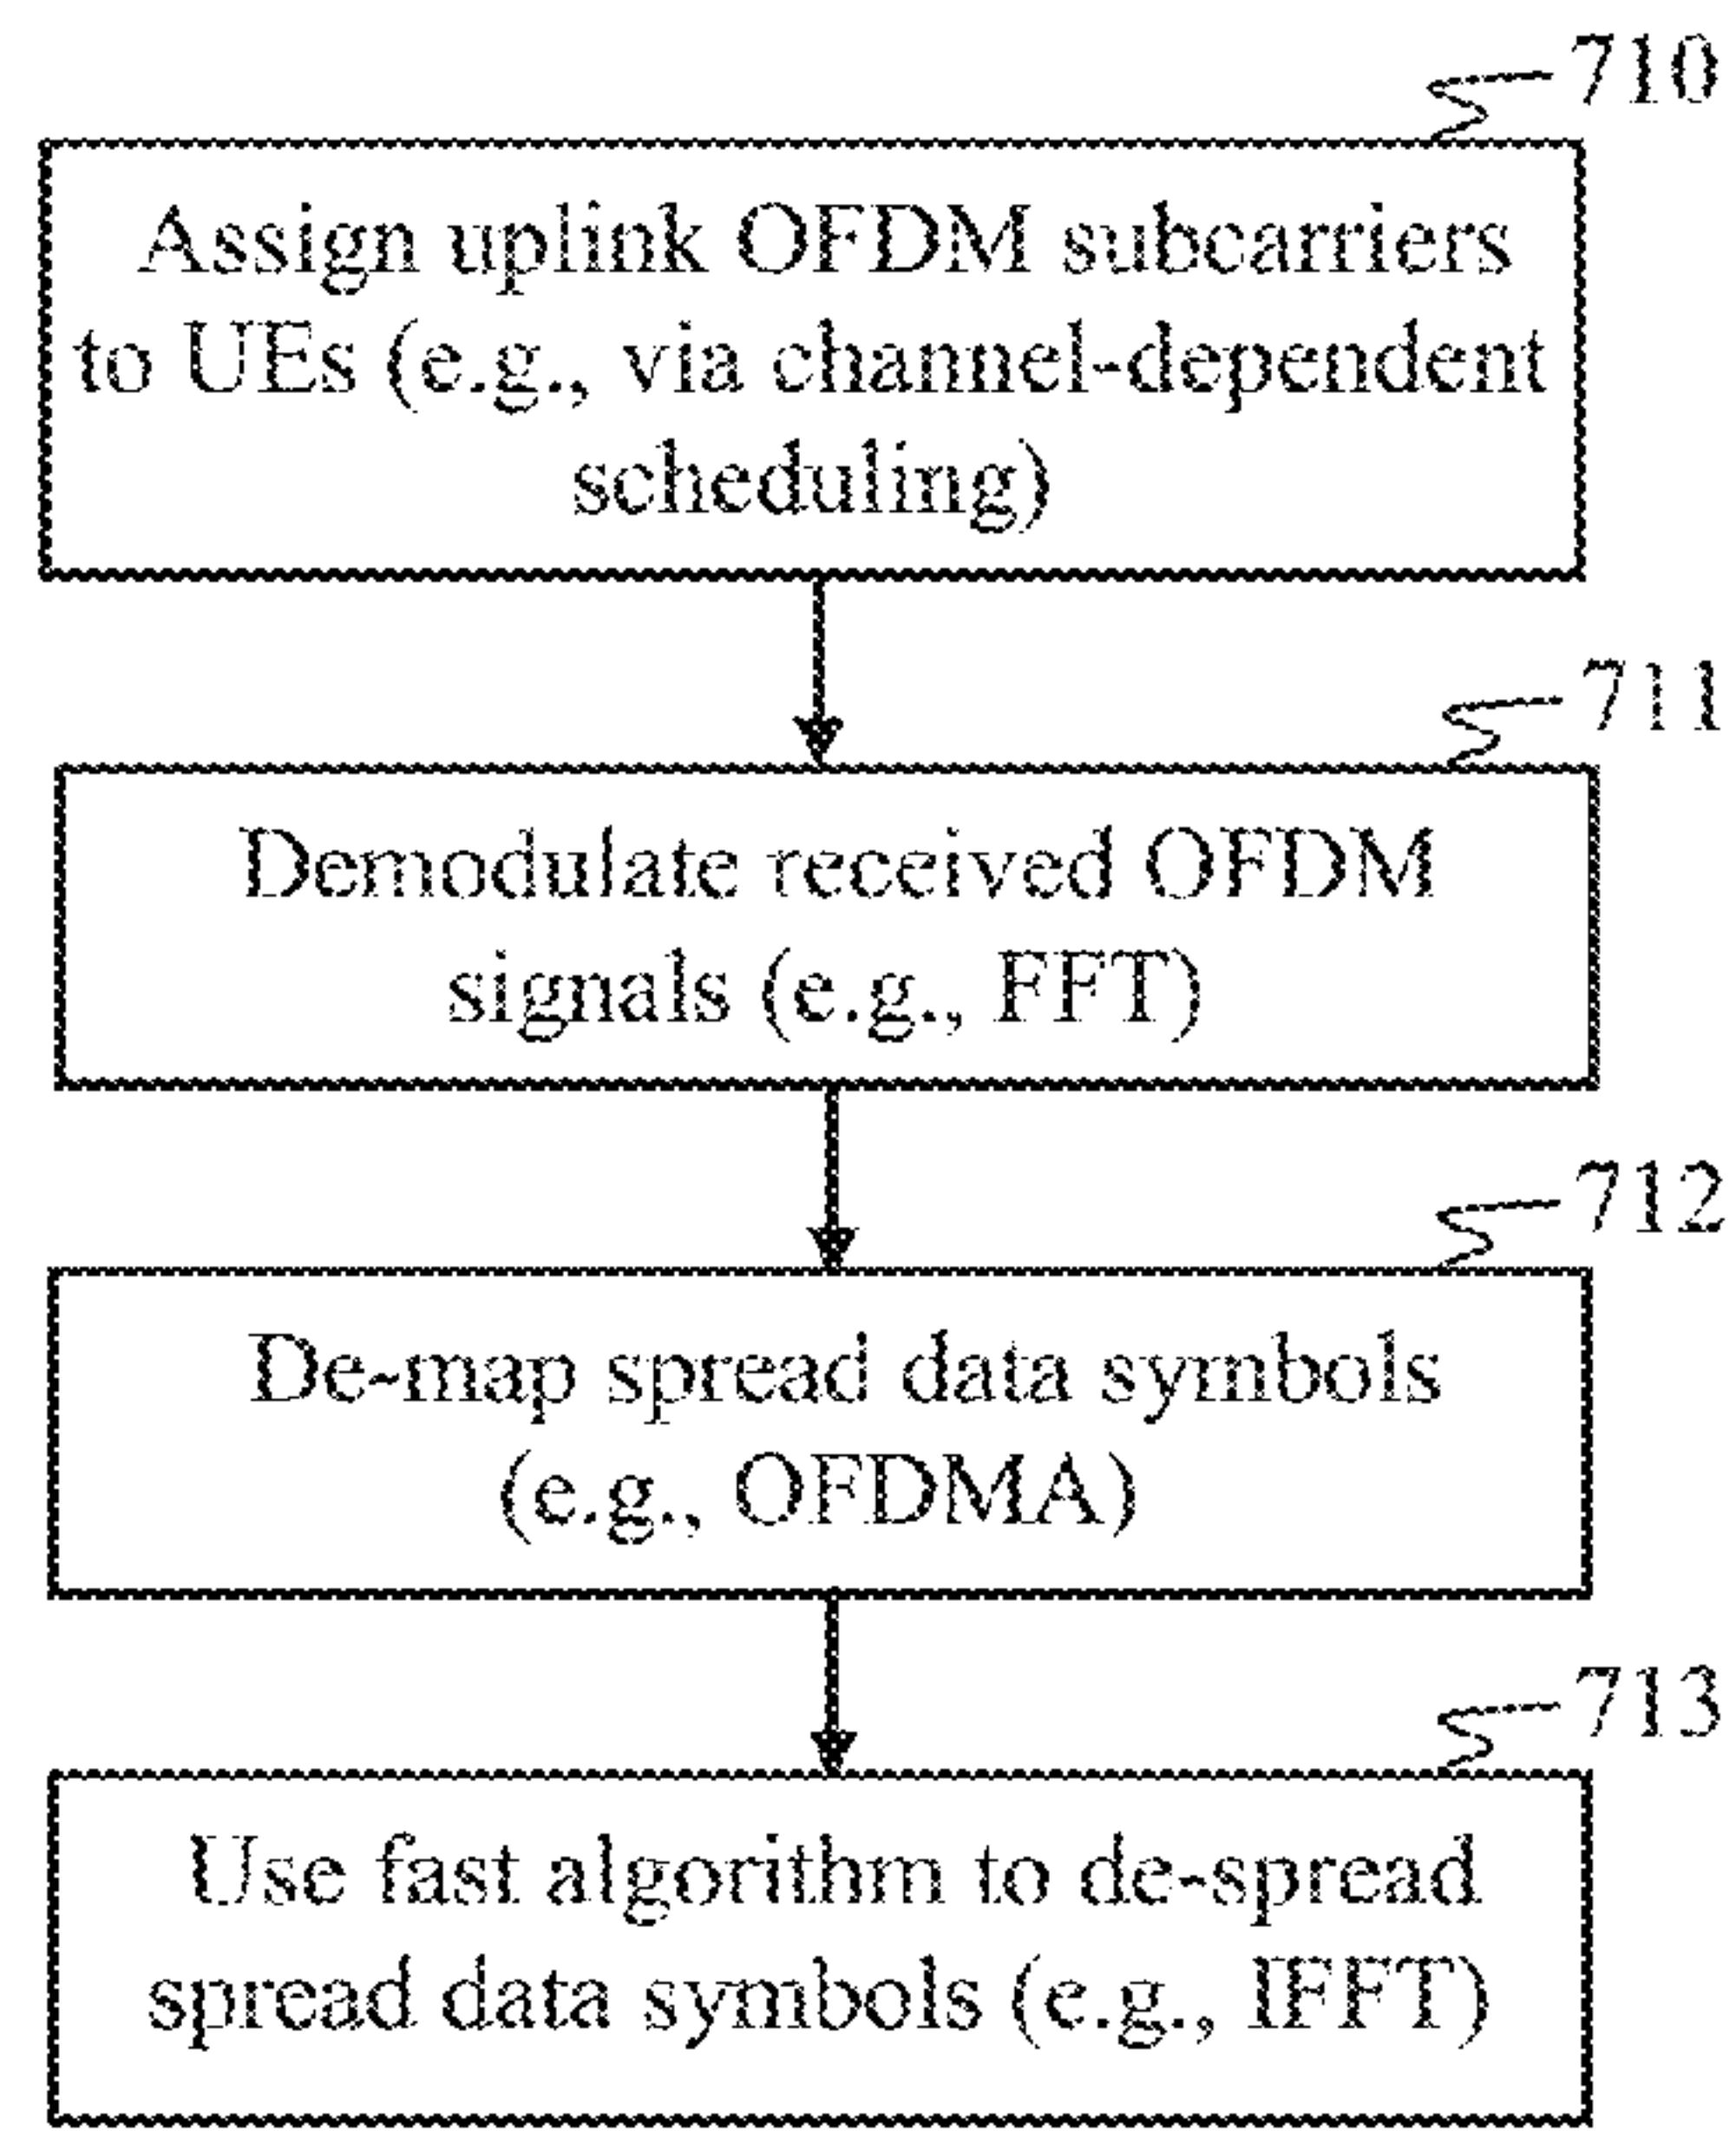 710
Assign uplink OFDM subcarriers
to UEs (e.g., via channel-dependent
scheduling)
711
Demodulate received OFDM
signals (e.g., FFT)
712
De-map spread data symbols
(e.g., OFDMA)
713
Use fast algorithm to de-spread
spread data symbols (e.g., IFFT)